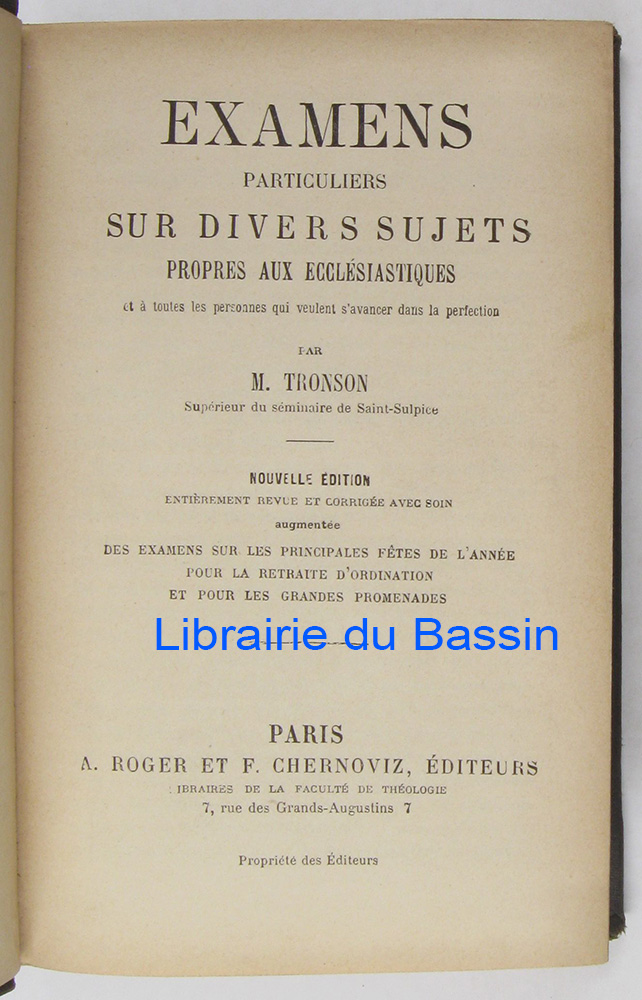 EXAMENS
PARTICULIERS
SUR DIVERS SUJETS
PROPRES AUX ECCLÉSIASTIQUES
et à toutes les personnes qui veulent s'avancer dans la perfection
PAR
M. TRONSON
Supérieur du séminaire de Saint-Sulpice
NOUVELLE ÉDITION
ENTIÈREMENT REVUE ET CORRIGÉE AVEC SOIN
augmentée
DES EXAMENS SUR LES PRINCIPALES FÊTES DE L'ANNÉE
POUR LA RETRAITE D'ORDINATION
ET POUR LES GRANDES PROMENADES
Librairie du Bassin
PARIS
A. ROGER ET F. CHERNOVIZ, ÉDITEURS
LIBRAIRES DE LA FACULTÉ DE THÉOLOGIE
7, rue des Grands-Augustins 7
Propriété des Éditeurs